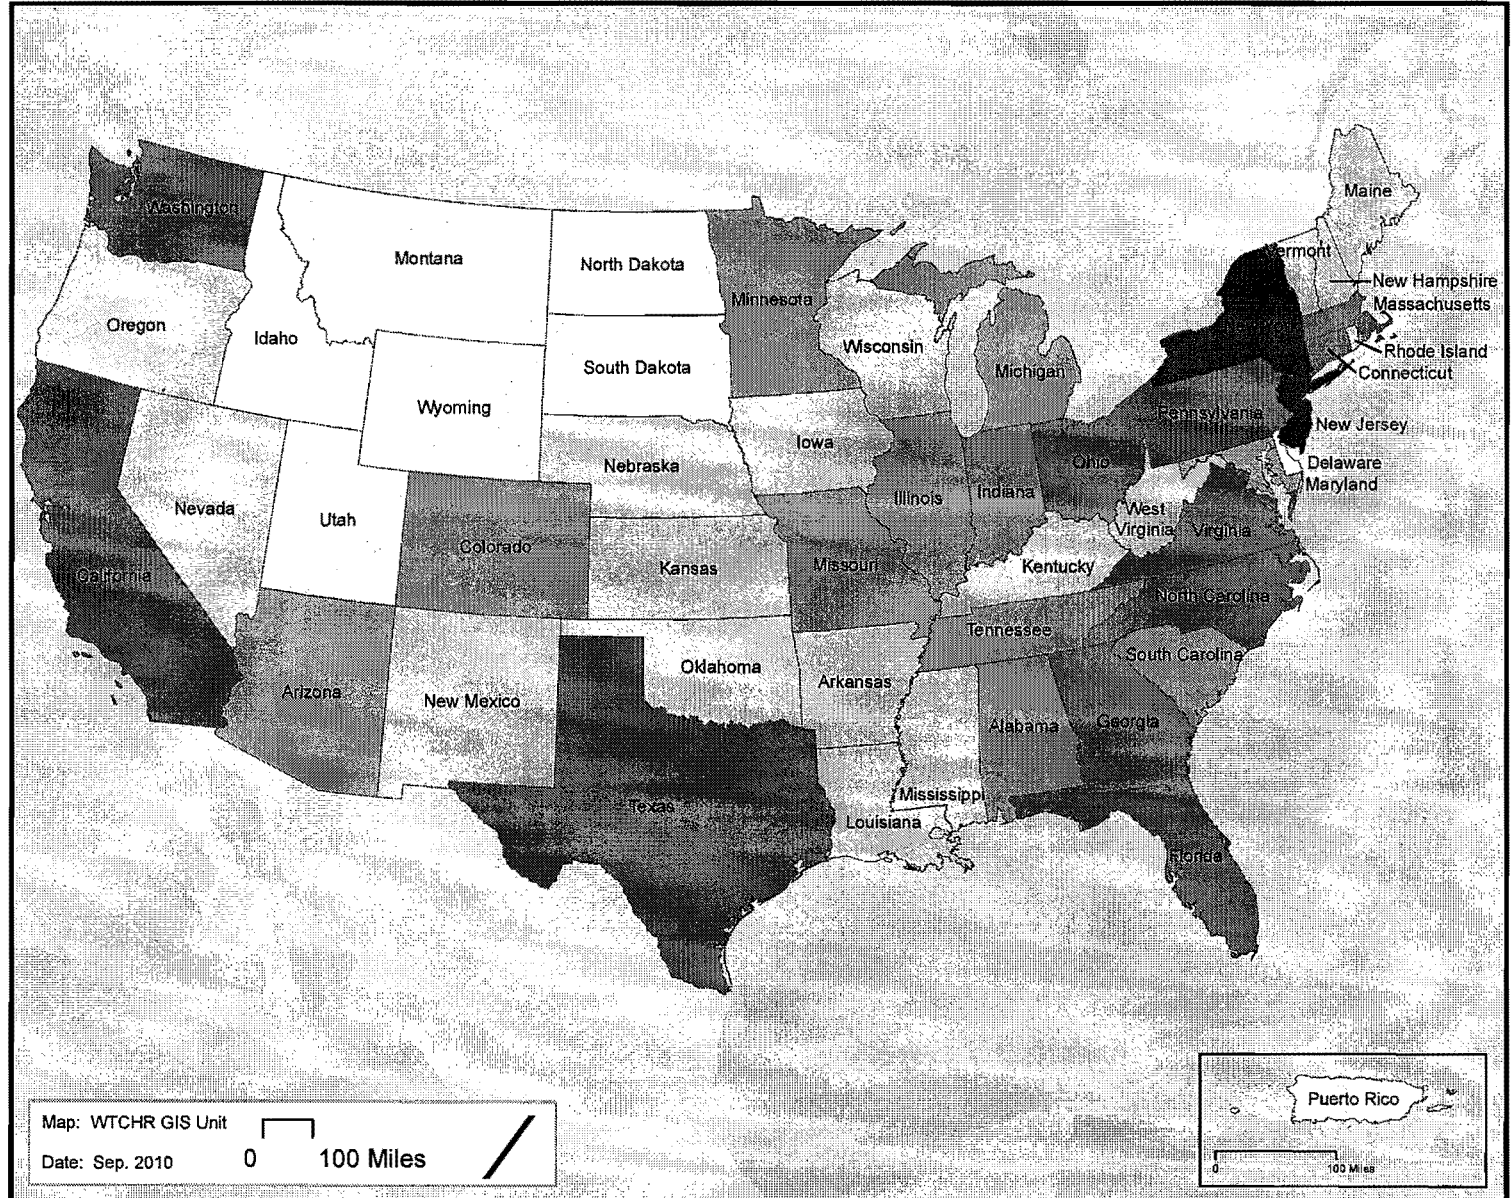 Maine
Washington
Vermont
Montana
North Dakota
New Hampshire
Minnesota
Massachusetts
Oregon
Idaho
Wisconsin
Rhode Island
South Dakota
Michigan
Connecticut
Wyoming
Pennsylvania
New Jersey
Iowa
Ohio
Nebraska
Delaware
Maryland
Illinois
Indiana
Nevada
Utah
West
Virginia
Virginia
Colorado
Kansas
Missouri
Kentucky
California
North Carolina
Tennessee
South Carolina
Oklahoma
Arkansas
Arizona
New Mexico
Alabama
Georgia
Mississippi
Texas
Louisiana
Florida
Puerto Rico
0 100 Miles
Map: WTCHR GIS Unit
Date: Sep. 2010
0 100 Miles